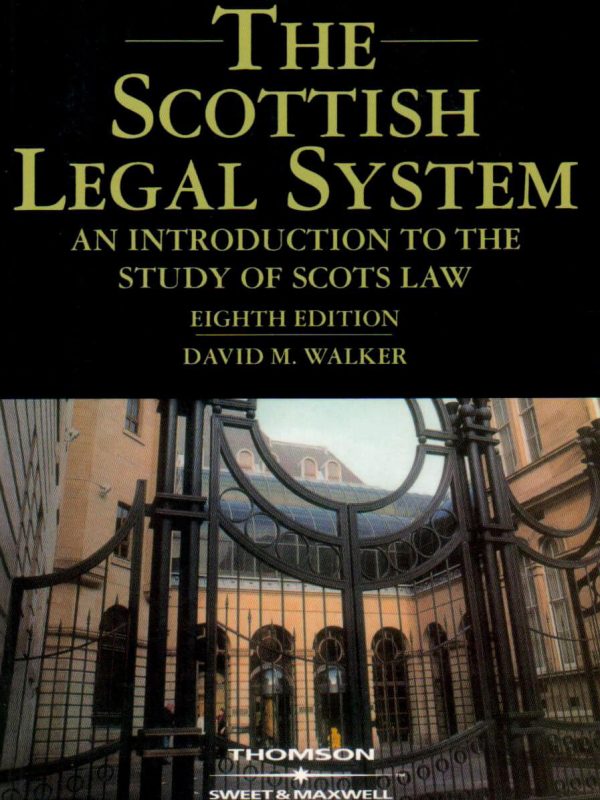 THE
SCOTTISH
LEGAL SYSTEM
AN INTRODUCTION TO THE
STUDY OF SCOTS LAW
EIGHTH EDITION
DAVID M. WALKER
THOMSON
SWEET & MAXWELL